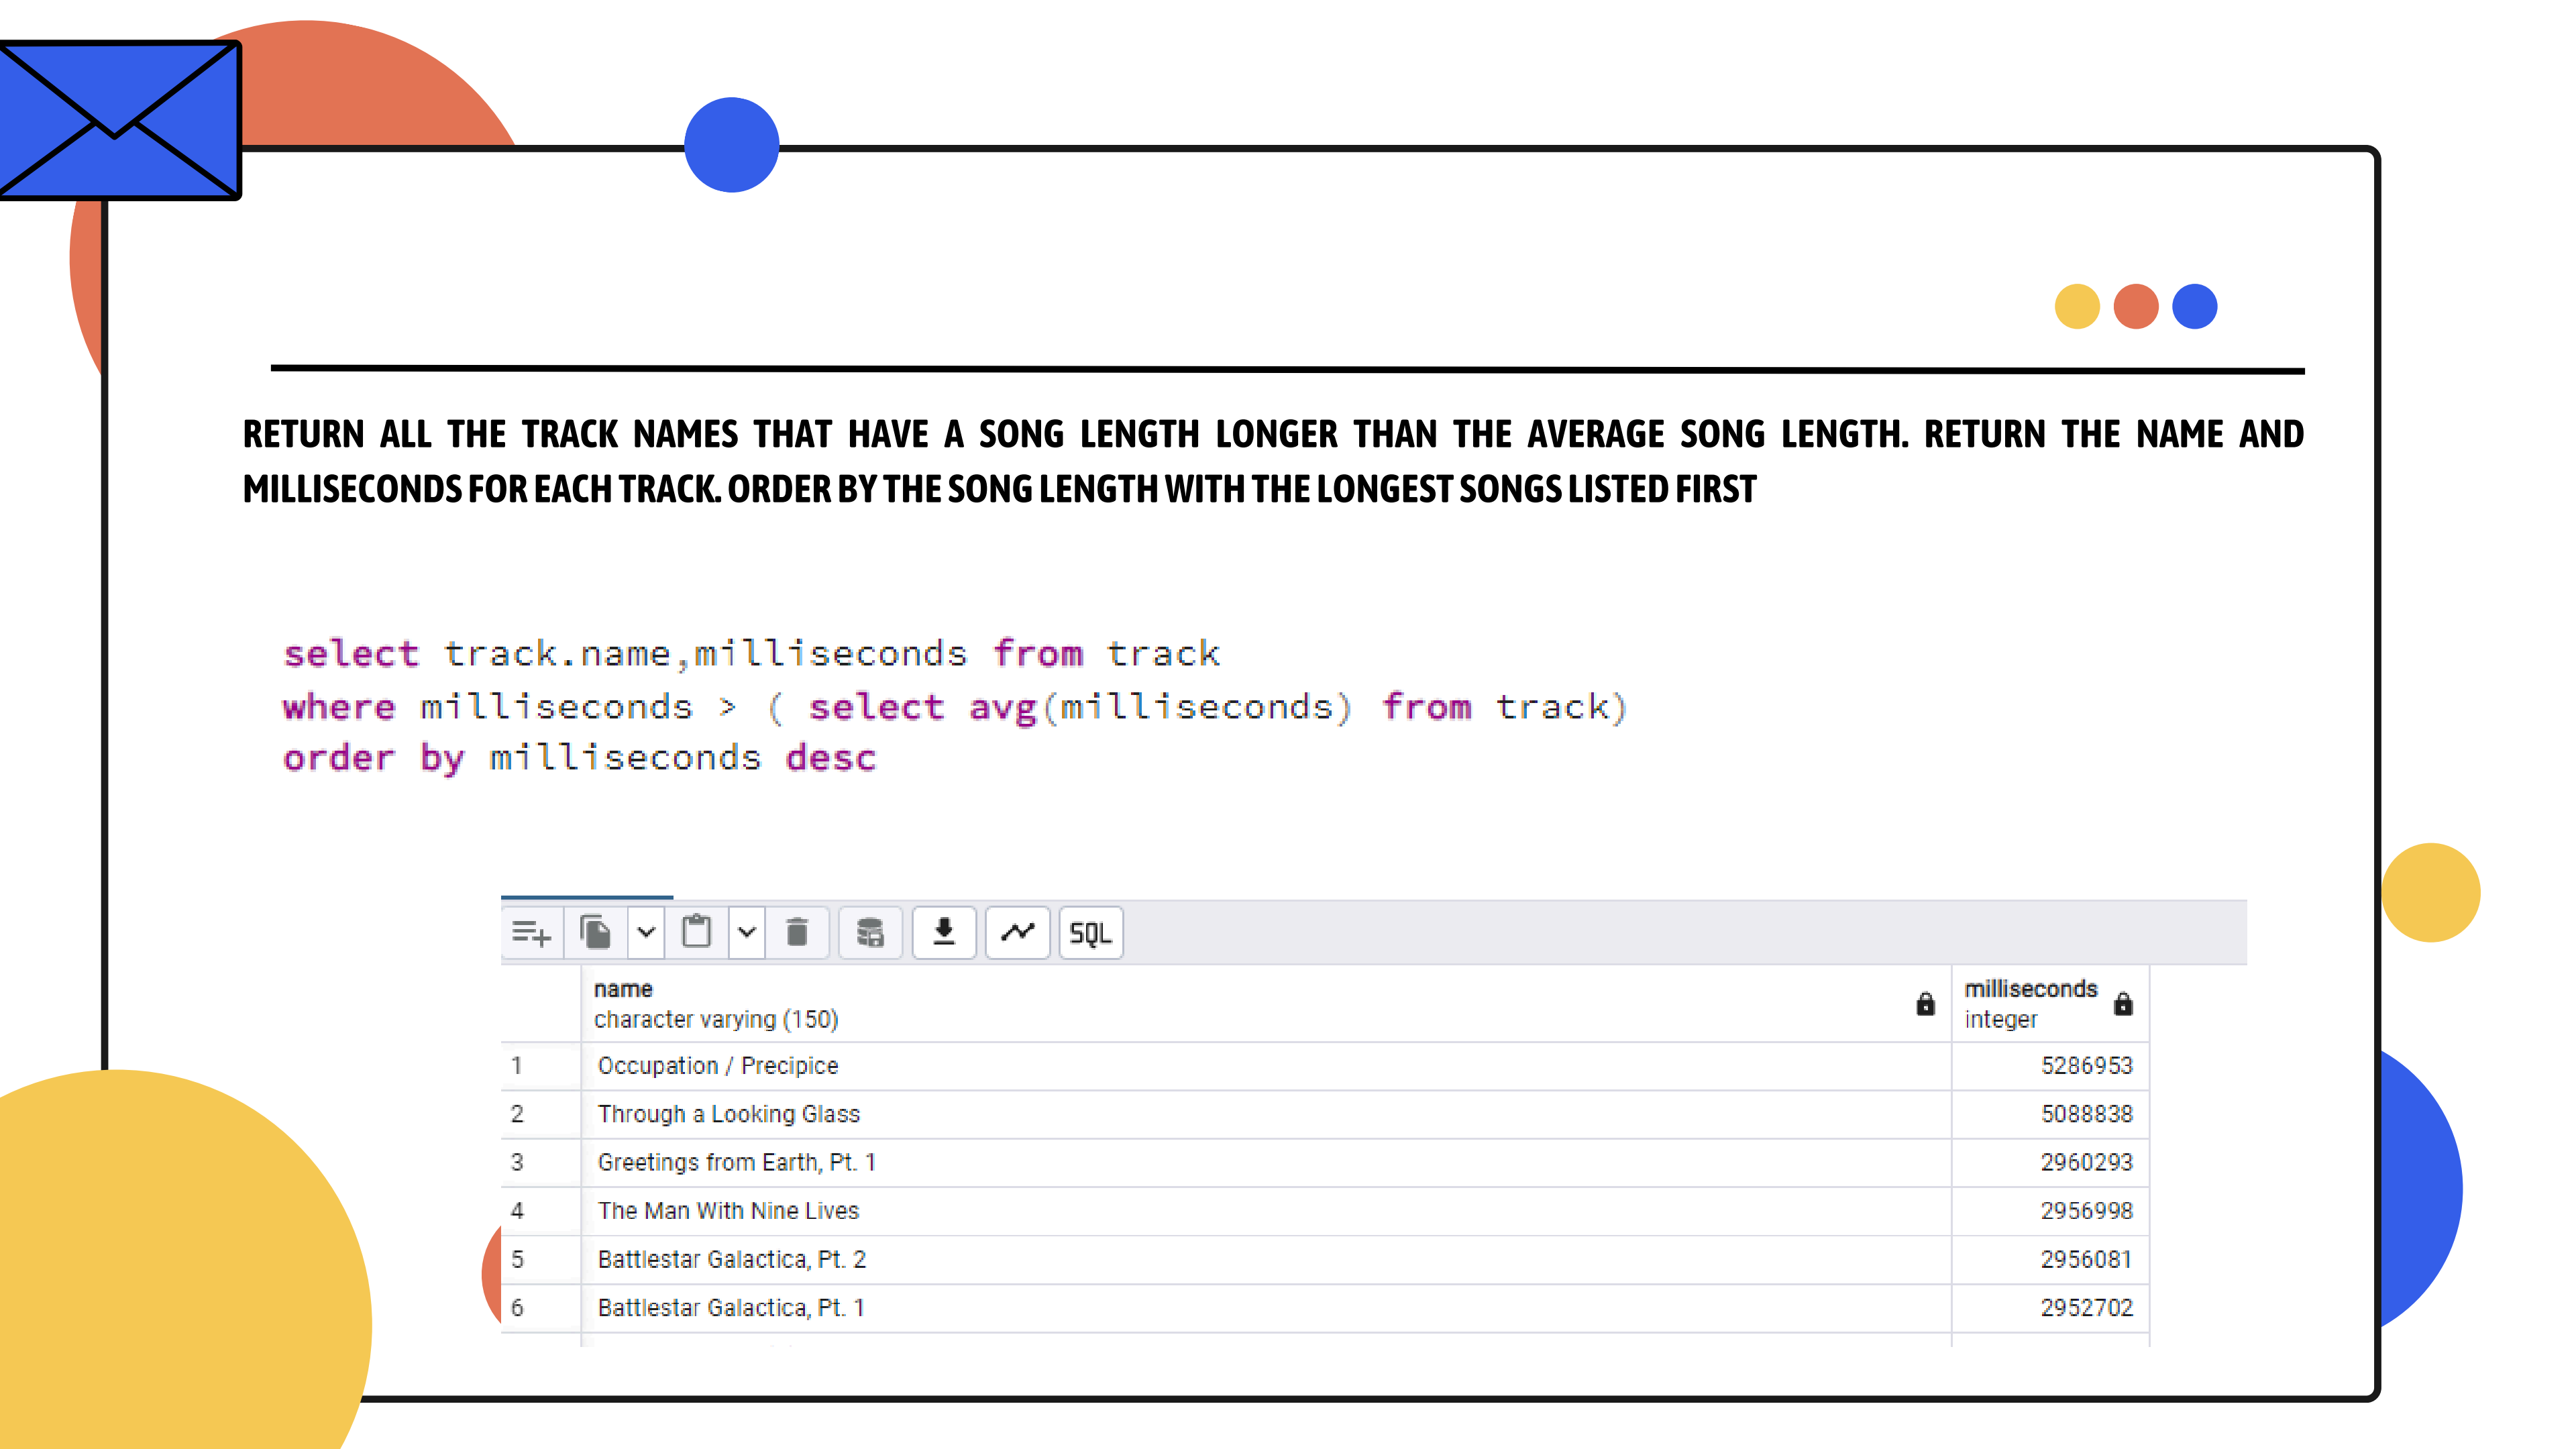 RETURN ALL THE TRACK NAMES THAT HAVE A SONG LENGTH LONGER THAN THE AVERAGE SONG LENGTH. RETURN THE NAME AND
MILLISECONDS FOR EACH TRACK. ORDER BY THE SONG LENGTH WITH THE LONGEST SONGS LISTED FIRST
select track.name,milliseconds from track
where milliseconds > ( select avg(milliseconds) from track)
order by milliseconds desc
SQL
name milliseconds
character varying (150) integer
1 Occupation / Precipice 5286953
2 Through a Looking Glass 5088838
3 Greetings from Earth, Pt. 1 2960293
4 The Man With Nine Lives 2956998
5 Battlestar Galactica, Pt. 2 2956081
6 Battlestar Galactica, Pt. 1 2952702